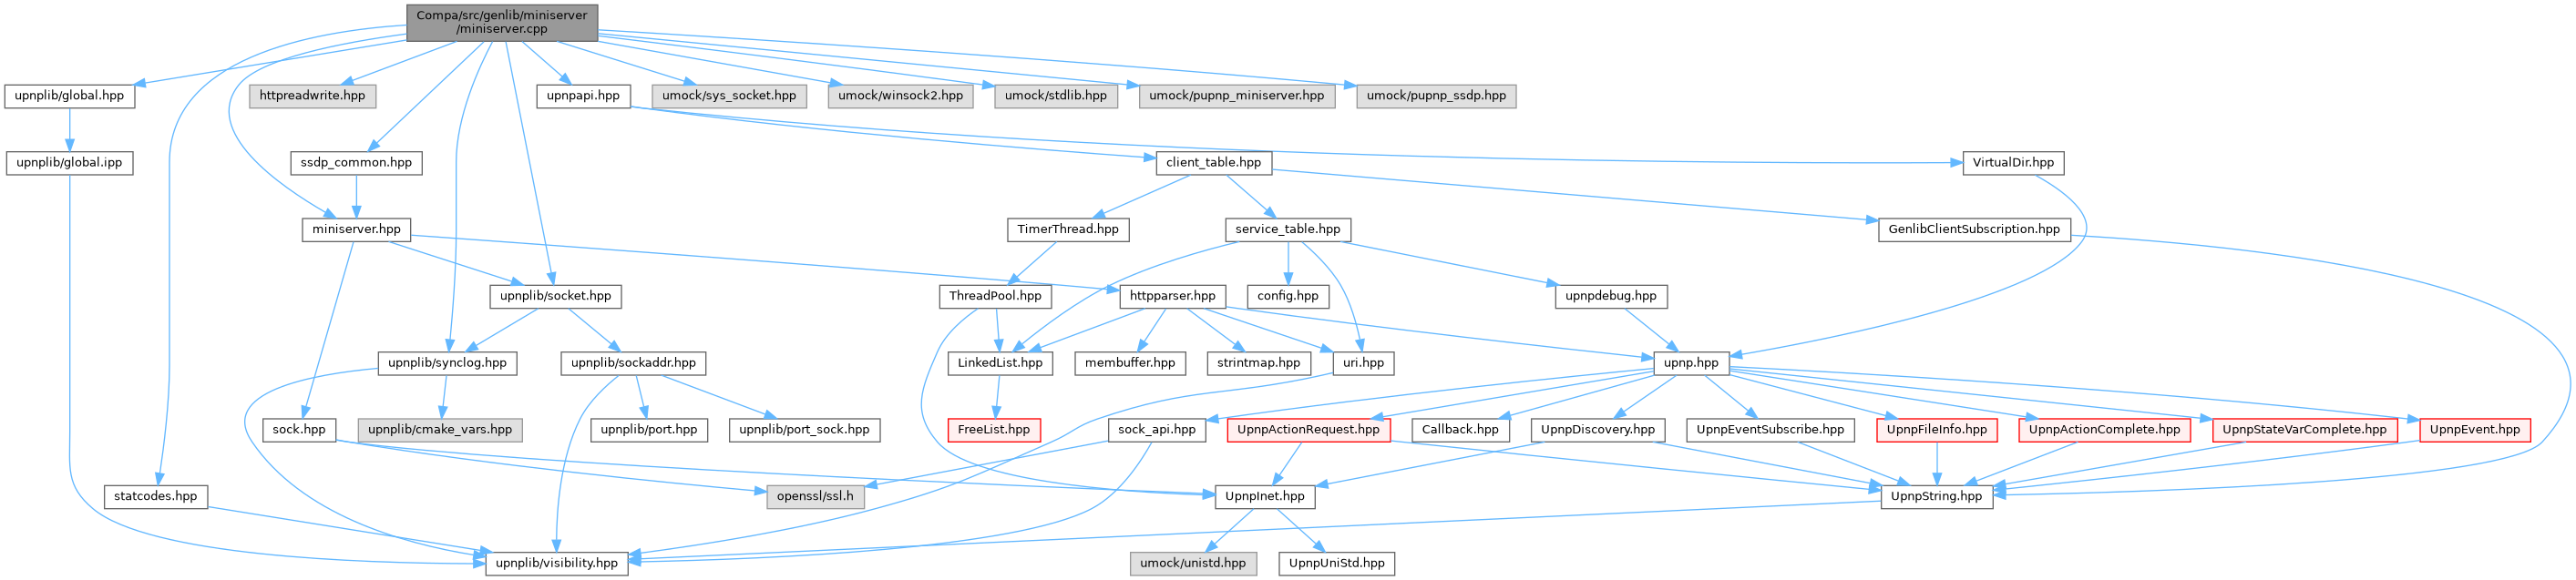 Compa/src/genlib/miniserver
/miniserver.cpp
upnplib/global.hpp
httpreadwrite.hpp
upnpapi.hpp
umock/sys_socket.hpp
umock/winsock2.hpp
umock/stdlib.hpp
umock/pupnp_miniserver.hpp
umock/pupnp_ssdp.hpp
upnplib/global.ipp
ssdp_common.hpp
client_table.hpp
VirtualDir.hpp
miniserver.hpp
TimerThread.hpp
service_table.hpp
GenlibClientSubscription.hpp
upnplib/socket.hpp
ThreadPool.hpp
httpparser.hpp
config.hpp
upnpdebug.hpp
upnplib/synclog.hpp
upnplib/sockaddr.hpp
LinkedList.hpp
membuffer.hpp
strintmap.hpp
uri.hpp
upnp.hpp
sock.hpp
upnplib/cmake_vars.hpp
upnplib/port.hpp
upnplib/port_sock.hpp
FreeList.hpp
sock_api.hpp
UpnpActionRequest.hpp
Callback.hpp
UpnpDiscovery.hpp
UpnpEventSubscribe.hpp
UpnpFileInfo.hpp
UpnpActionComplete.hpp
UpnpStateVarComplete.hpp
UpnpEvent.hpp
statcodes.hpp
openssl/ssl.h
UpnpInet.hpp
UpnpString.hpp
upnplib/visibility.hpp
umock/unistd.hpp
UpnpUniStd.hpp